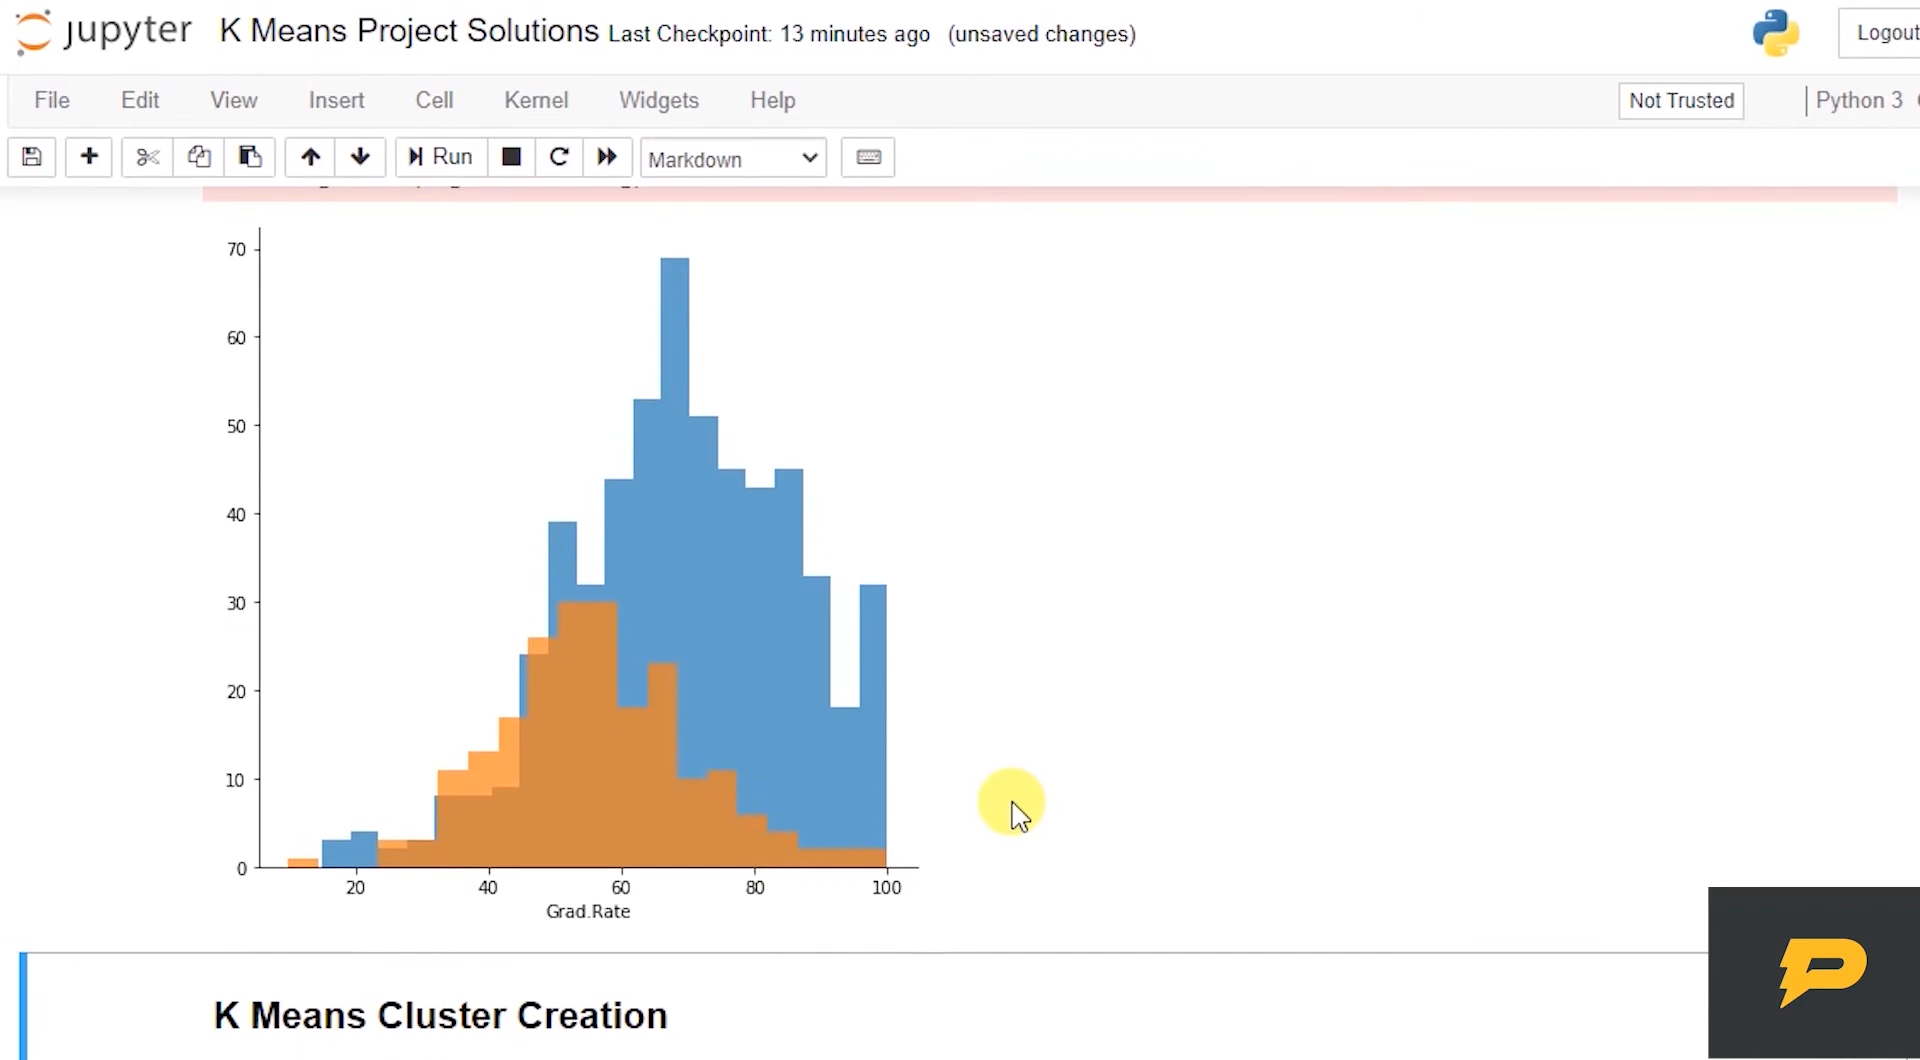 jupyter K Means Project Solutions Last Checkpoint: 13 minutes ago (unsaved changes) Logout
File Edit View Insert Cell Kernel Widgets Help Not Trusted Python 3
Run Markdown
70
60
50
40
30
20
10
0
20 40 60 80 100
Grad.Rate
K Means Cluster Creation